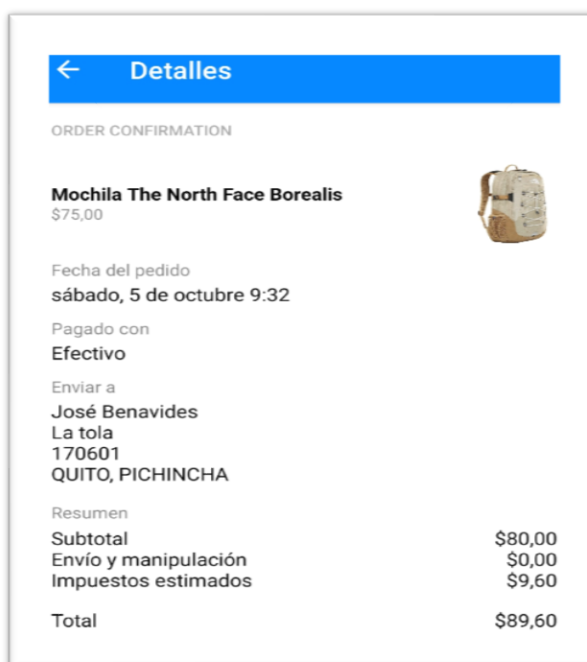 Detalles
ORDER CONFIRMATION
Mochila The North Face Borealis
$75,00
Fecha del pedido
sábado, 5 de octubre 9:32
Pagado con
Efectivo
Enviar a
José Benavides
La tola
170601
QUITO, PICHINCHA
Resumen
Subtotal $80,00
Envío y manipulación $0,00
Impuestos estimados $9,60
Total $89,60